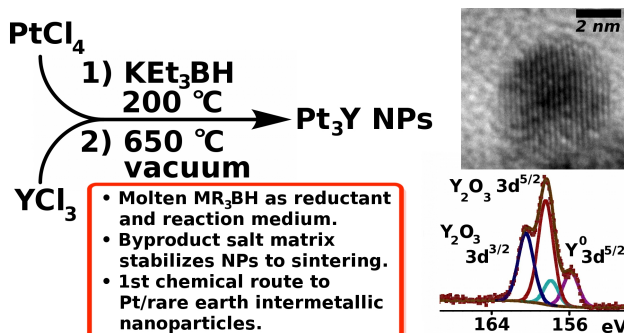 PtCl₄
1) KEt₃BH
200 °C
2) 650 °C
vacuum
YCl₃
Pt₃Y NPs
• Molten MR₃BH as reductant
and reaction medium.
• Byproduct salt matrix
stabilizes NPs to sintering.
• 1st chemical route to
Pt/rare earth intermetallic
nanoparticles.
2 nm
Y₂O₃ 3d⁵/²
Y₂O₃
3d³/²
Y⁰ 3d⁵/²
164 156 eV